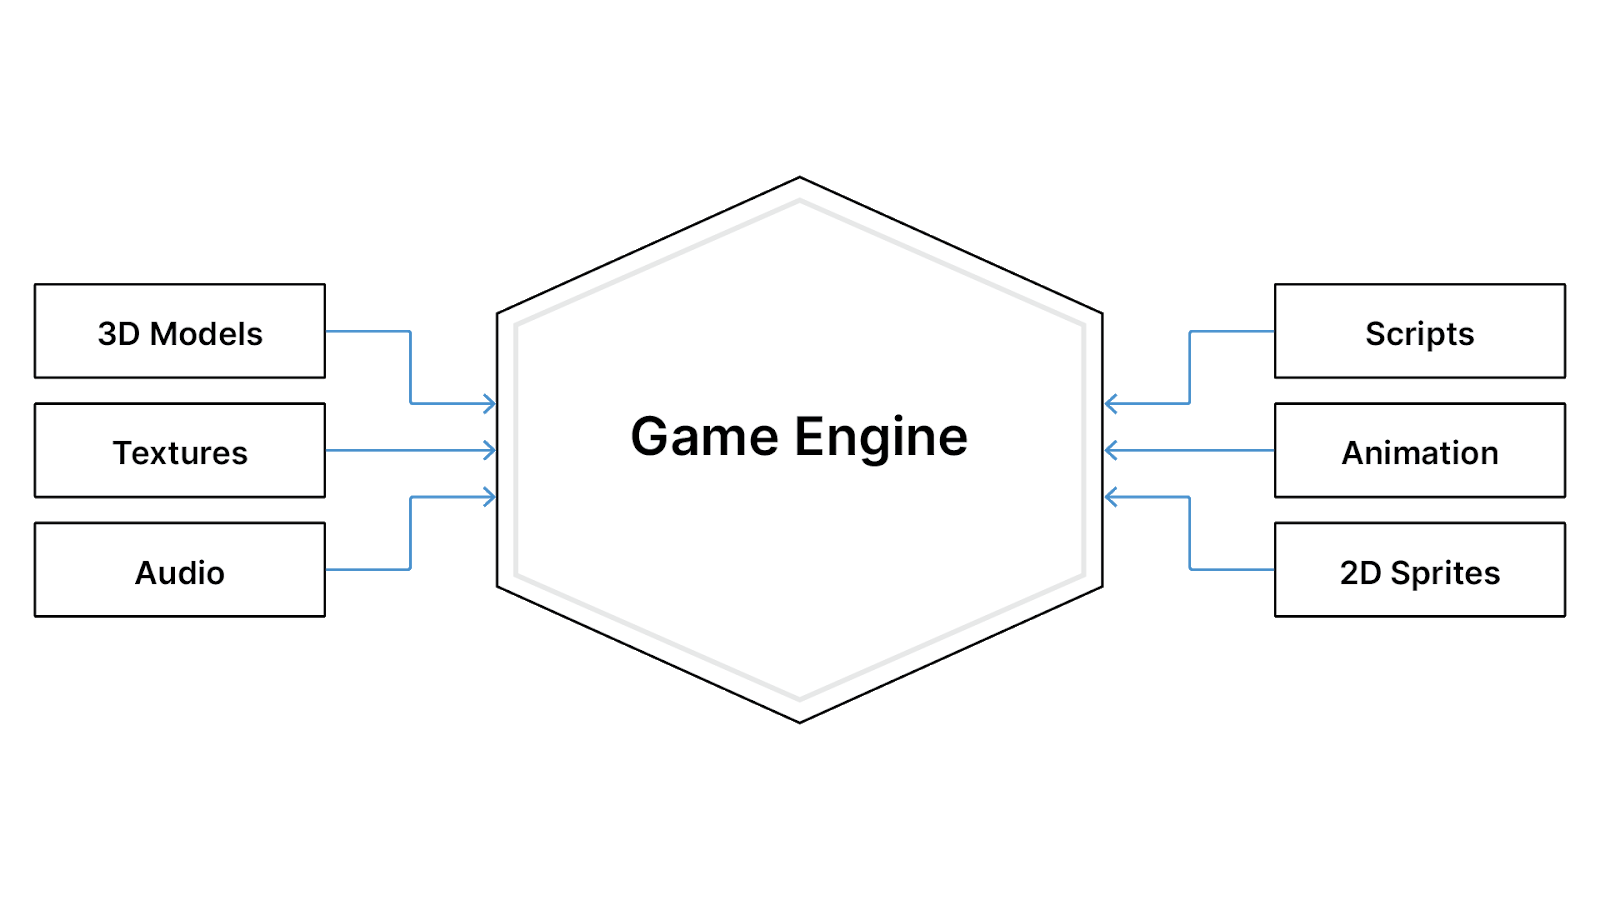 3D Models
Textures
Audio
Game Engine
Scripts
Animation
2D Sprites